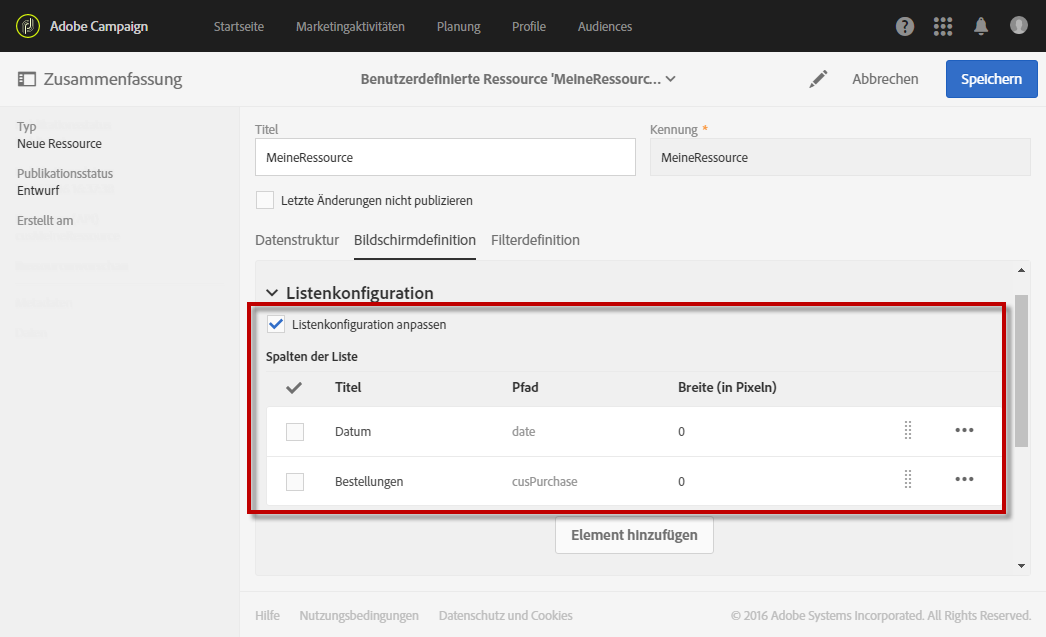 Adobe Campaign Startseite Marketingaktivitäten Planung Profile Audiences
Zusammenfassung
Benutzerdefinierte Ressource 'MeineRessourc...
Abbrechen
Speichern
Typ
Neue Ressource
Publikationsstatus
Entwurf
Erstellt am
Titel
Kennung *
MeineRessource
MeineRessource
Letzte Änderungen nicht publizieren
Datenstruktur Bildschirmdefinition Filterdefinition
Listenkonfiguration
Listenkonfiguration anpassen
Spalten der Liste
Titel Pfad Breite (in Pixeln)
Datum date 0
Bestellungen cusPurchase 0
Element hinzufügen
Hilfe Nutzungsbedingungen Datenschutz und Cookies © 2016 Adobe Systems Incorporated. All Rights Reserved.